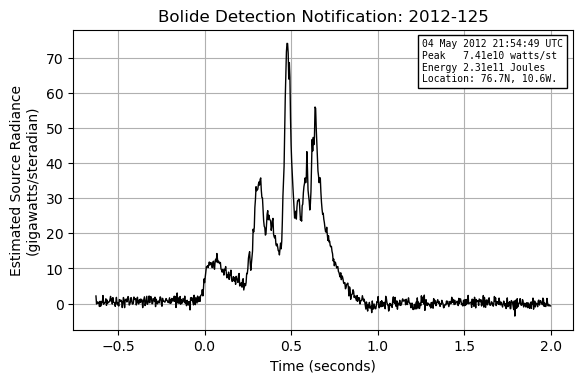 Bolide Detection Notification: 2012-125
04 May 2012 21:54:49 UTC
Peak   7.41e10 watts/st
Energy 2.31e11 Joules
Location: 76.7N, 10.6W.
Estimated Source Radiance
(gigawatts/steradian)
70
60
50
40
30
20
10
0
−0.5 0.0 0.5 1.0 1.5 2.0
Time (seconds)